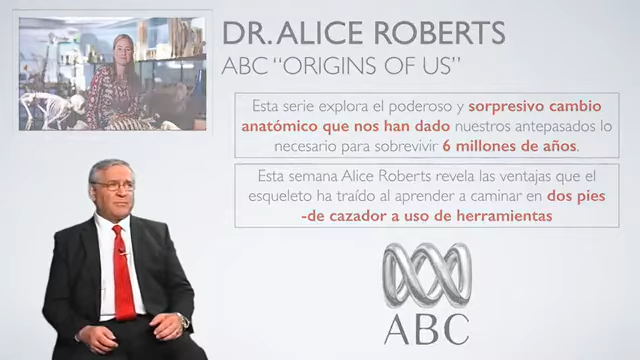 DR. ALICE ROBERTS
ABC “ORIGINS OF US”
Esta serie explora el poderoso y sorpresivo cambio
anatómico que nos han dado nuestros antepasados lo
necesario para sobrevivir 6 millones de años.
Esta semana Alice Roberts revela las ventajas que el
esqueleto ha traído al aprender a caminar en dos pies
-de cazador a uso de herramientas
ABC